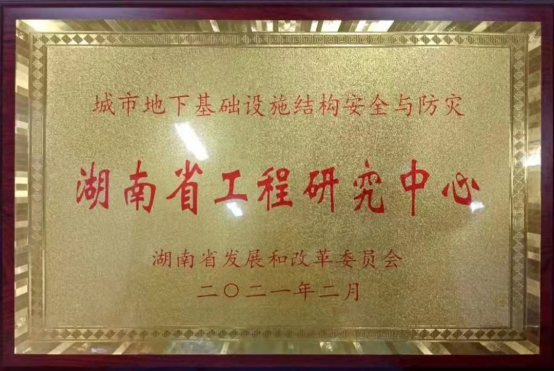 城市地下基础设施结构安全与防灾
湖南省工程研究中心
湖南省发展和改革委员会
二〇二一年二月